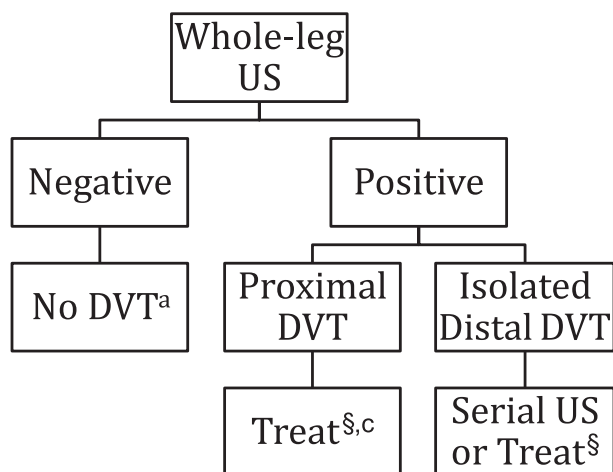 Whole-leg
US
Negative
Positive
No DVTᵃ
Proximal
DVT
Isolated
Distal DVT
Treat§,c
Serial US
or Treat§